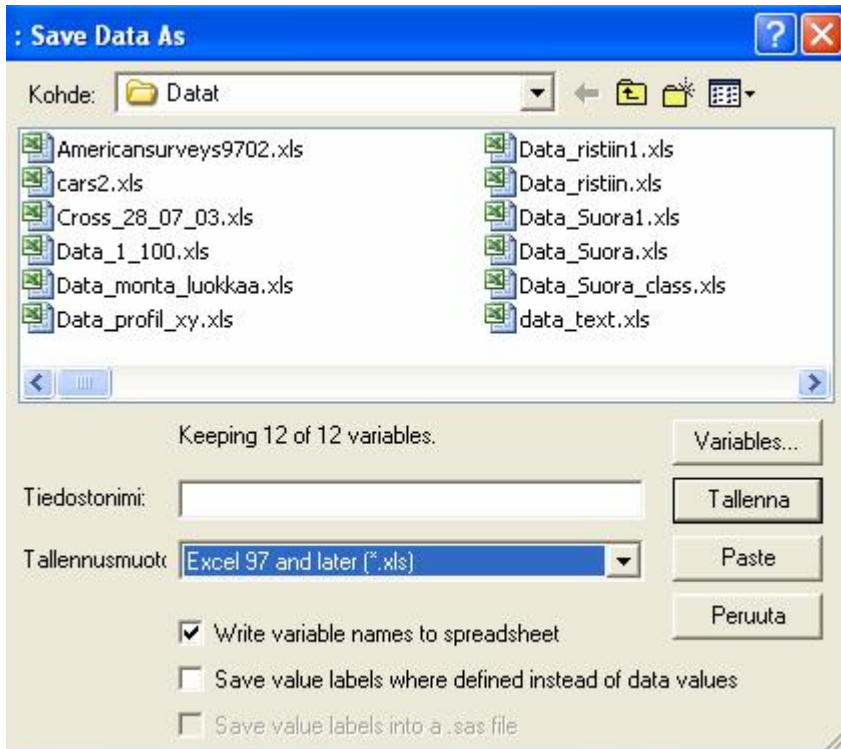 : Save Data As
Kohde: Datat
Americansurveys9702.xls
cars2.xls
Cross_28_07_03.xls
Data_1_100.xls
Data_monta_luokkaa.xls
Data_profil_xy.xls
Data_ristiin1.xls
Data_ristiin.xls
Data_Suora1.xls
Data_Suora.xls
Data_Suora_class.xls
data_text.xls
Keeping 12 of 12 variables.
Variables...
Tiedostonimi:
Tallenna
Tallennusmuoto Excel 97 and later (*.xls)
Paste
Peruuta
Write variable names to spreadsheet
Save value labels where defined instead of data values
Save value labels into a .sas file